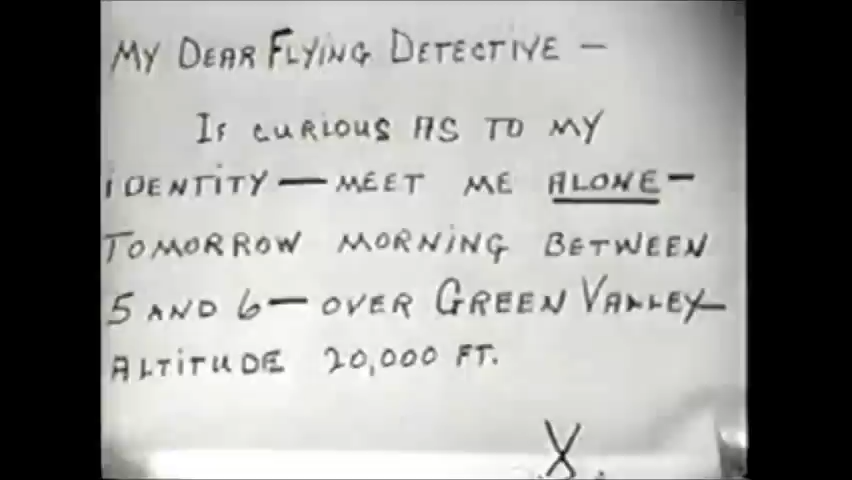 MY DEAR FLYING DETECTIVE —
IF CURIOUS AS TO MY
IDENTITY — MEET ME ALONE —
TOMORROW MORNING BETWEEN
5 AND 6 — OVER GREEN VALLEY —
ALTITUDE 20,000 FT.
X.